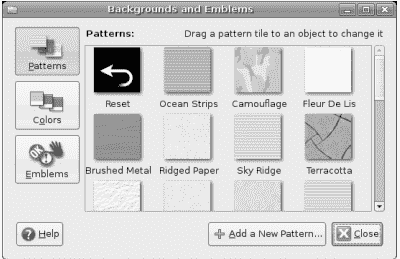 Backgrounds and Emblems
Patterns: Drag a pattern tile to an object to change it
Patterns
Colors
Emblems
Reset Ocean Strips Camouflage Fleur De Lis
Brushed Metal Ridged Paper Sky Ridge Terracotta
Help Add a New Pattern... Close